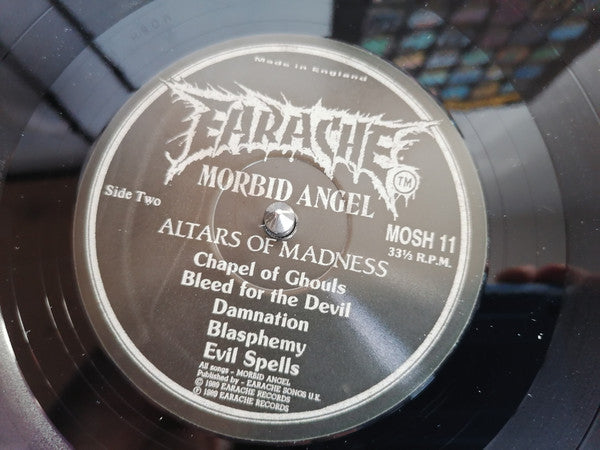 Made in England
EARACHE
TM
MORBID ANGEL
Side Two
MOSH 11
33⅓ R.P.M.
ALTARS OF MADNESS
Chapel of Ghouls
Bleed for the Devil
Damnation
Blasphemy
Evil Spells
All songs - MORBID ANGEL
Published by - EARACHE SONGS U.K.
© 1989 EARACHE RECORDS
℗ 1989 EARACHE RECORDS